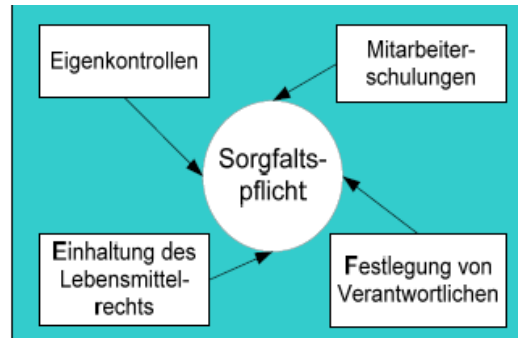 Eigenkontrollen
Mitarbeiter-
schulungen
Sorgfalts-
pflicht
Einhaltung des
Lebensmittel-
rechts
Festlegung von
Verantwortlichen